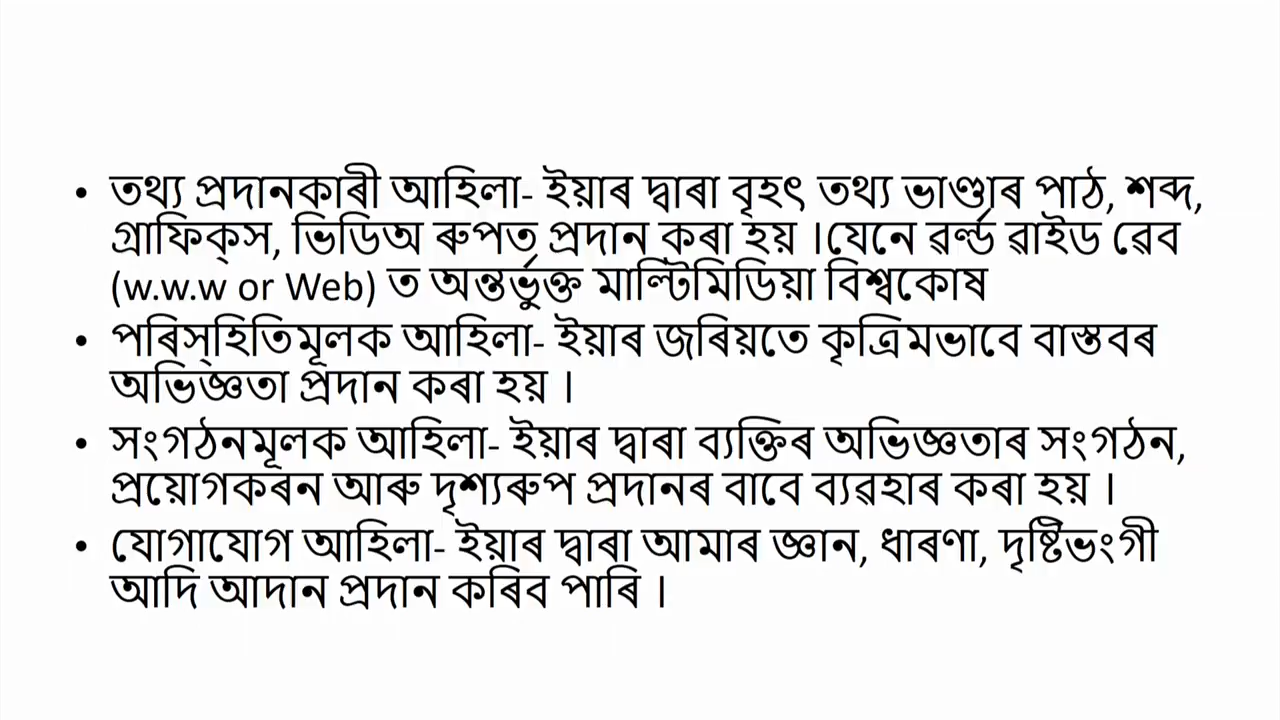 • তথ্য প্ৰদানকাৰী আহিলা- ইয়াৰ দ্বাৰা বৃহৎ তথ্য ভাণ্ডাৰ পাঠ, শব্দ,
গ্ৰাফিক্‌স, ভিডিঅ ৰুপত প্ৰদান কৰা হয় ।যেনে ৱৰ্ল্ড ৱাইড ৱেব
(w.w.w or Web) ত অন্তৰ্ভুক্ত মাল্টিমিডিয়া বিশ্বকোষ
• পৰিস্‌হিতিমূলক আহিলা- ইয়াৰ জৰিয়তে কৃত্ৰিমভাবে বাস্তবৰ
অভিজ্ঞতা প্ৰদান কৰা হয় ।
• সংগঠনমূলক আহিলা- ইয়াৰ দ্বাৰা ব্যক্তিৰ অভিজ্ঞতাৰ সংগঠন,
প্ৰয়োগকৰন আৰু দৃশ্যৰুপ প্ৰদানৰ বাবে ব্যৱহাৰ কৰা হয় ।
• যোগাযোগ আহিলা- ইয়াৰ দ্বাৰা আমাৰ জ্ঞান, ধাৰণা, দৃষ্টিভংগী
আদি আদান প্ৰদান কৰিব পাৰি ।